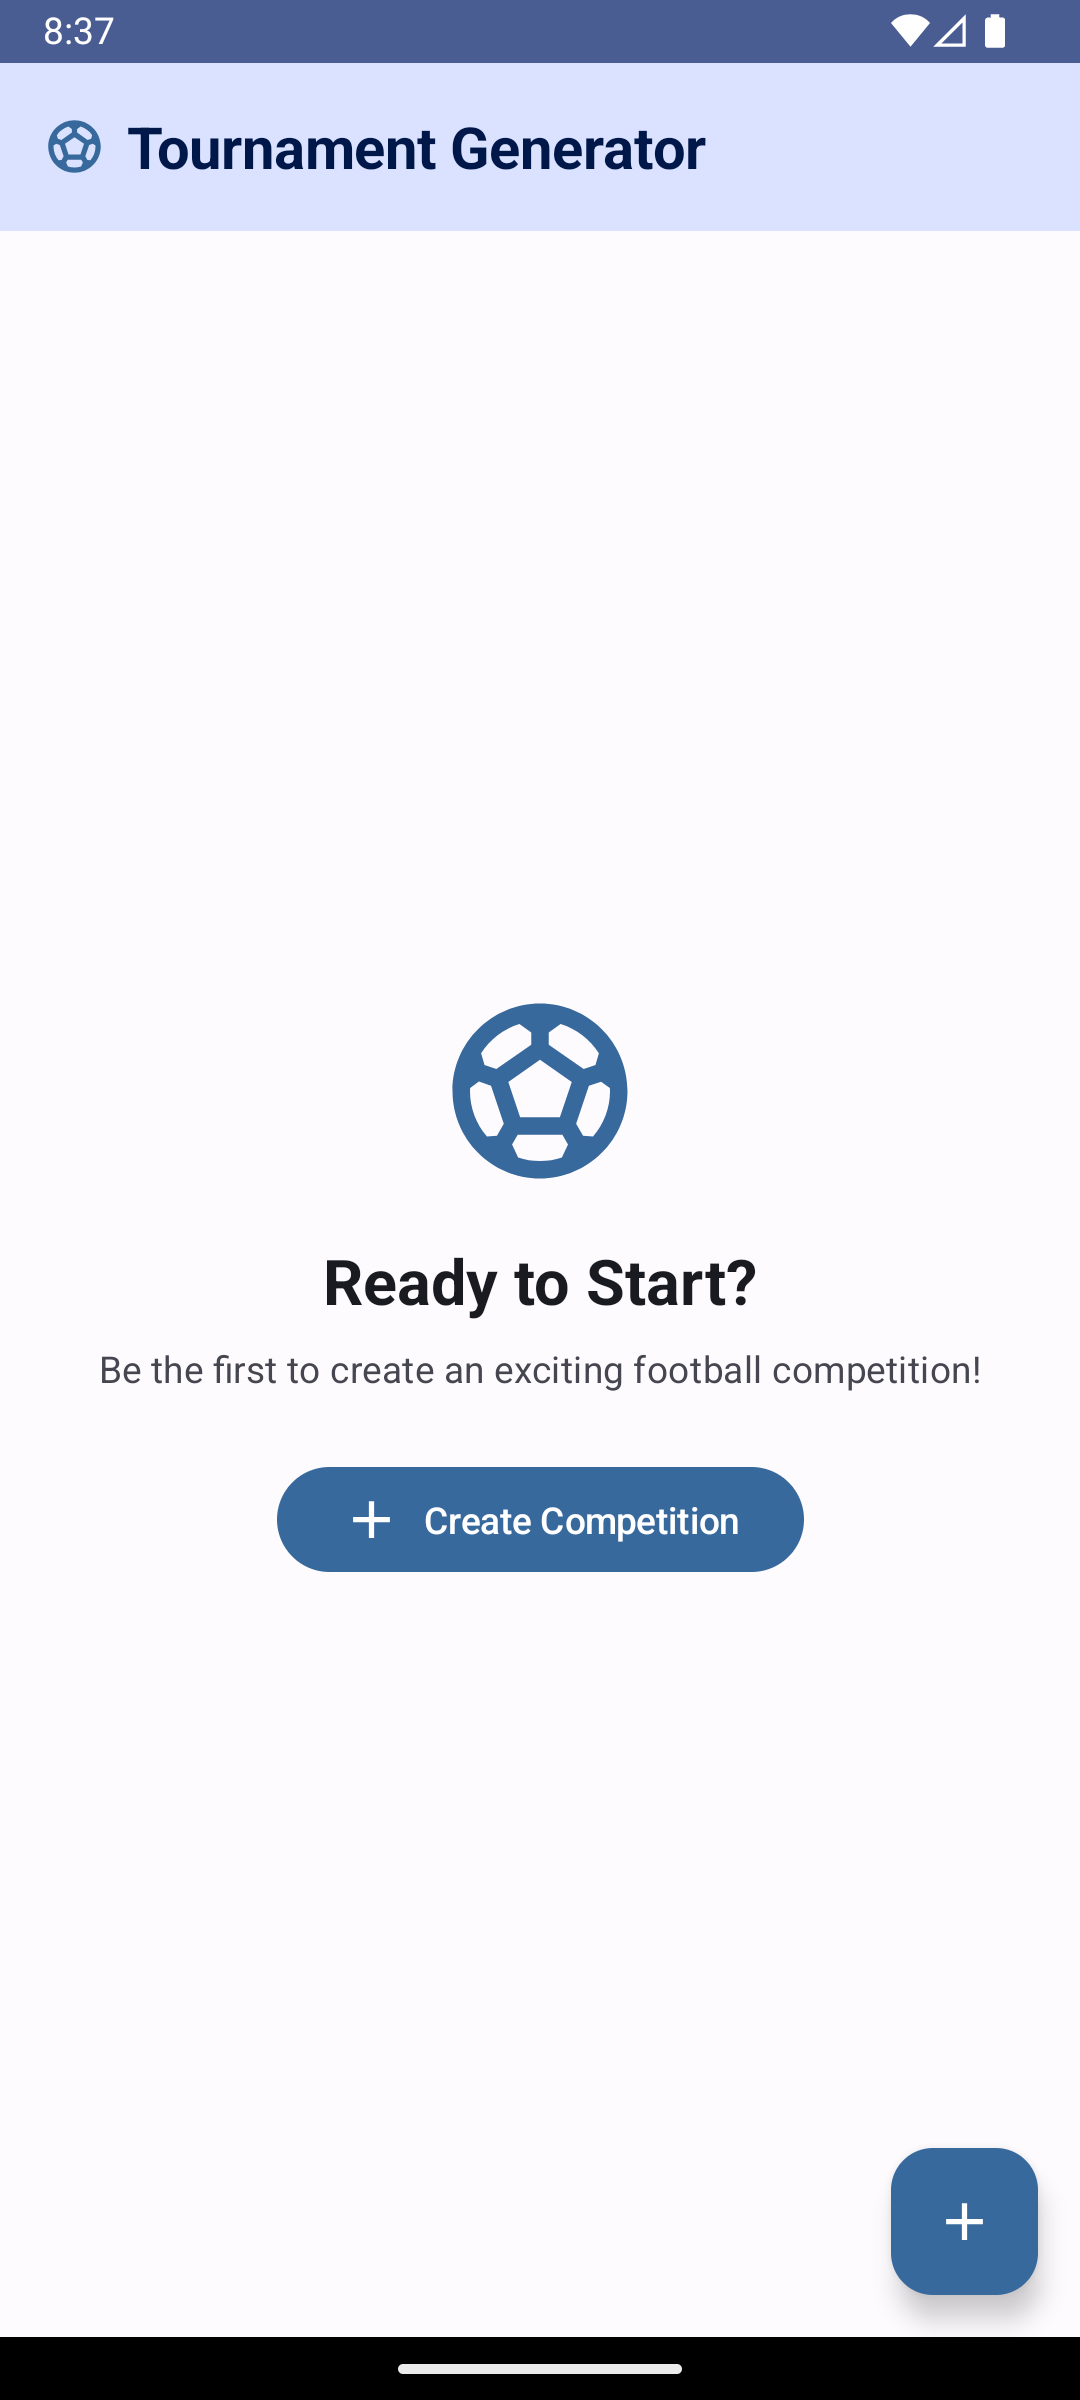 8:37
Tournament Generator
Ready to Start?
Be the first to create an exciting football competition!
Create Competition